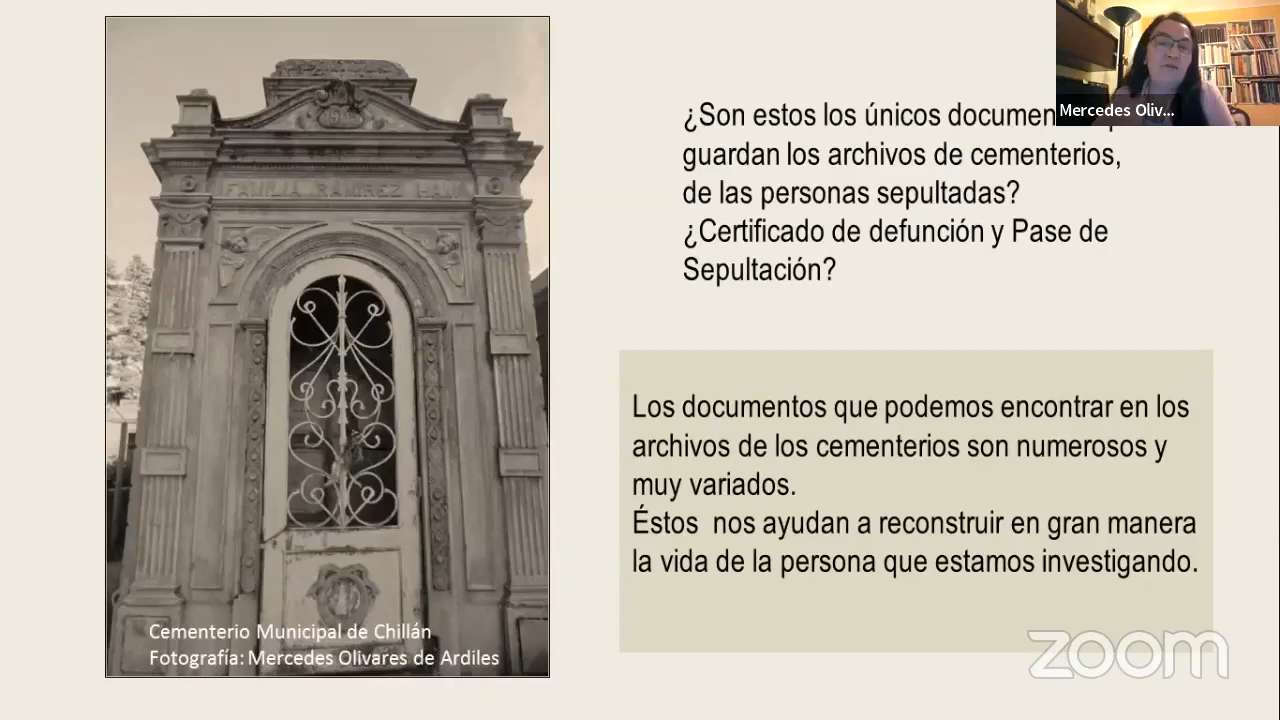 FAMILIA RAMIREZ HAM
Cementerio Municipal de Chillán
Fotografía: Mercedes Olivares de Ardiles
¿Son estos los únicos
guardan los archivos de cementerios,
de las personas sepultadas?
¿Certificado de defunción y Pase de
Sepultación?
Los documentos que podemos encontrar en los
archivos de los cementerios son numerosos y
muy variados.
Éstos nos ayudan a reconstruir en gran manera
la vida de la persona que estamos investigando.
Mercedes Oliv...
zoom